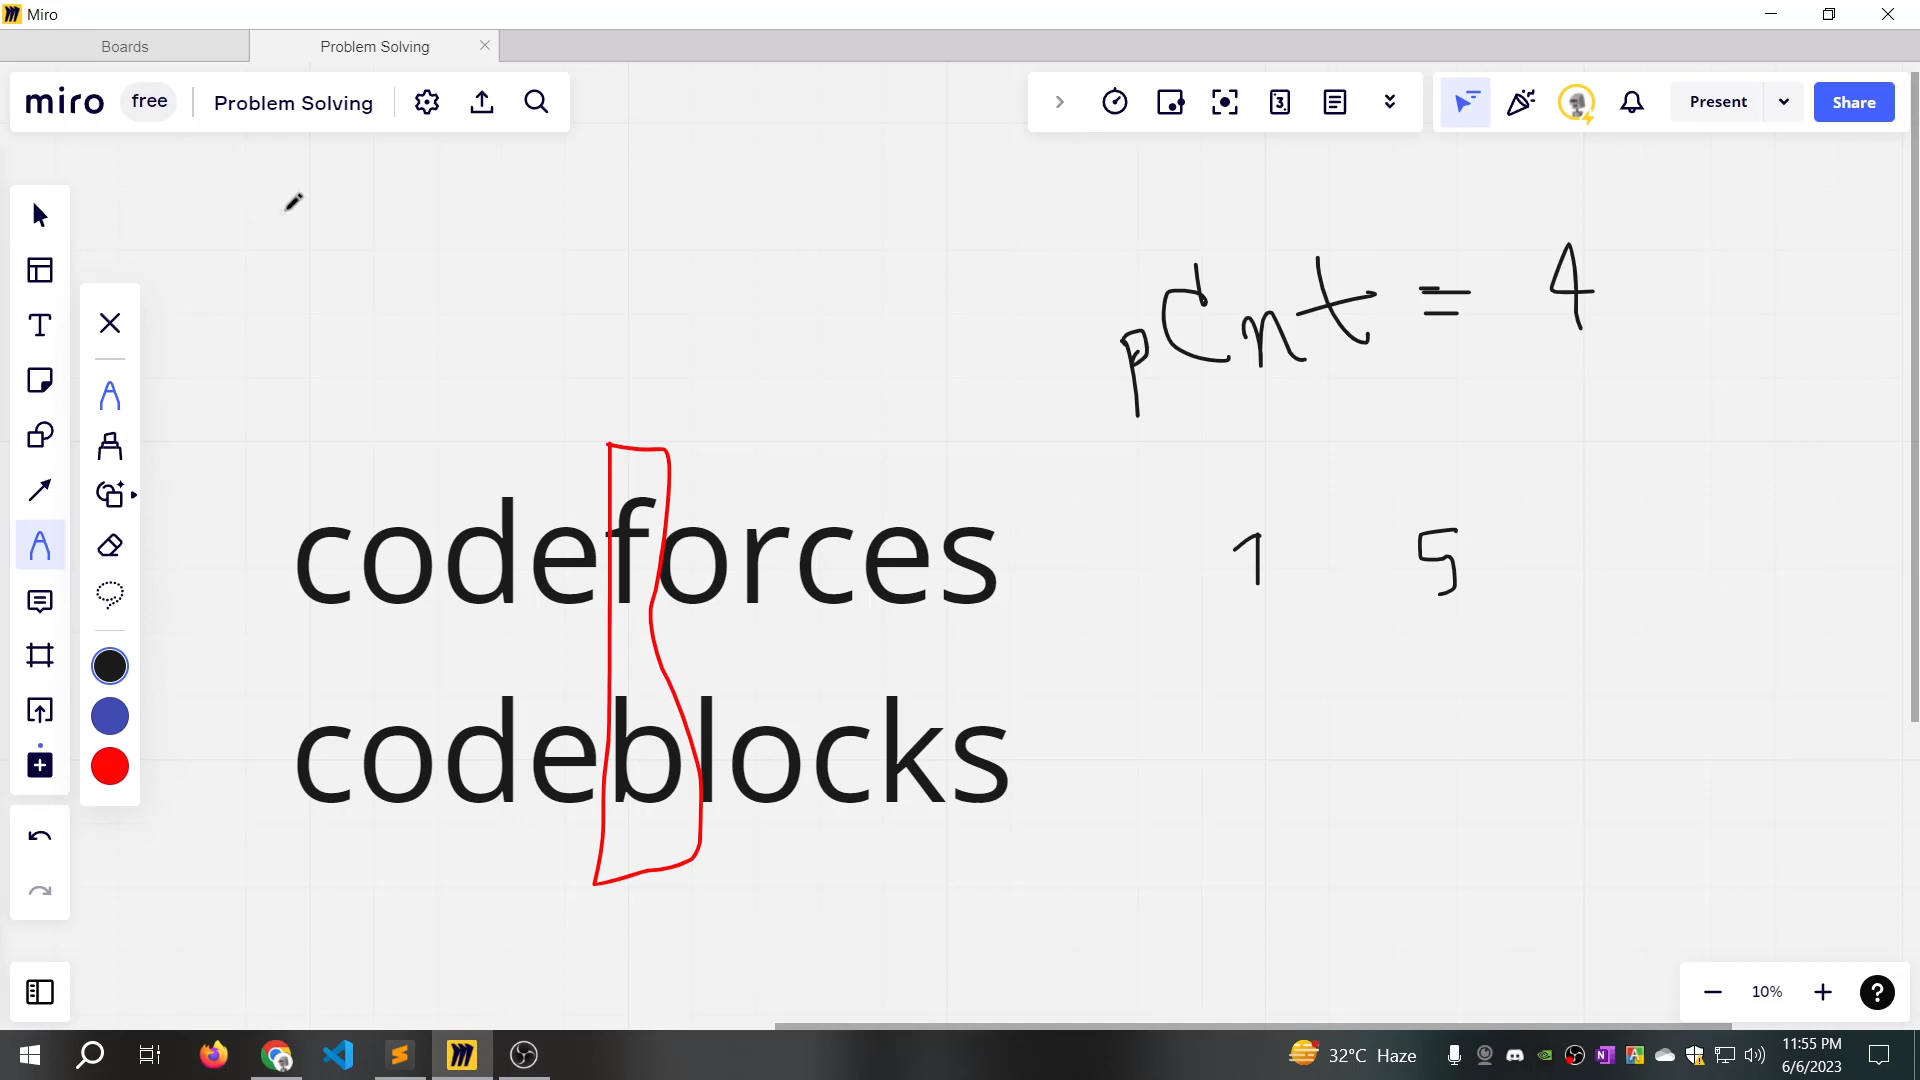 Miro
Boards
Problem Solving
miro
free
Problem Solving
3
Present
Share
T
pCnt = 4
codeforces
1 5
codeblocks
10%
?
32°C Haze
11:55 PM
6/6/2023